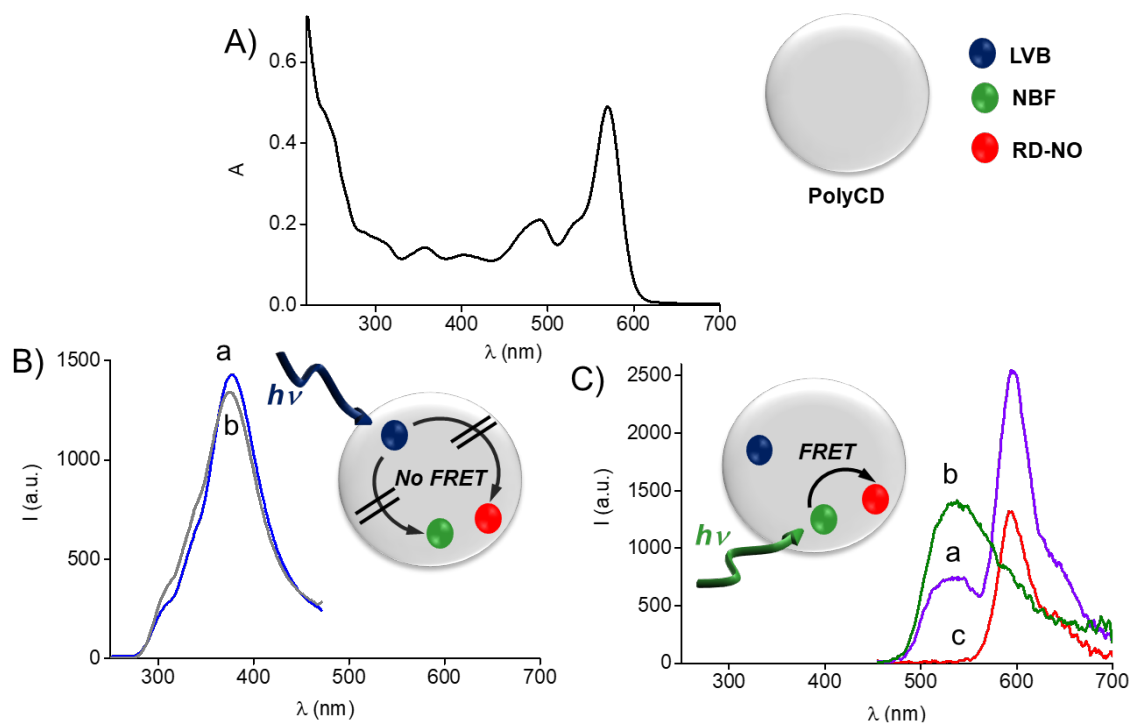 A)
0.6
0.4
0.2
0.0
A
300 400 500 600 700
λ (nm)
PolyCD
LVB
NBF
RD-NO
B)
1500
1000
500
0
I (a.u.)
a
b
hν
No FRET
300 400 500 600 700
λ (nm)
C)
2500
2000
1500
1000
500
0
I (a.u.)
FRET
hν
b
a
c
300 400 500 600 700
λ (nm)